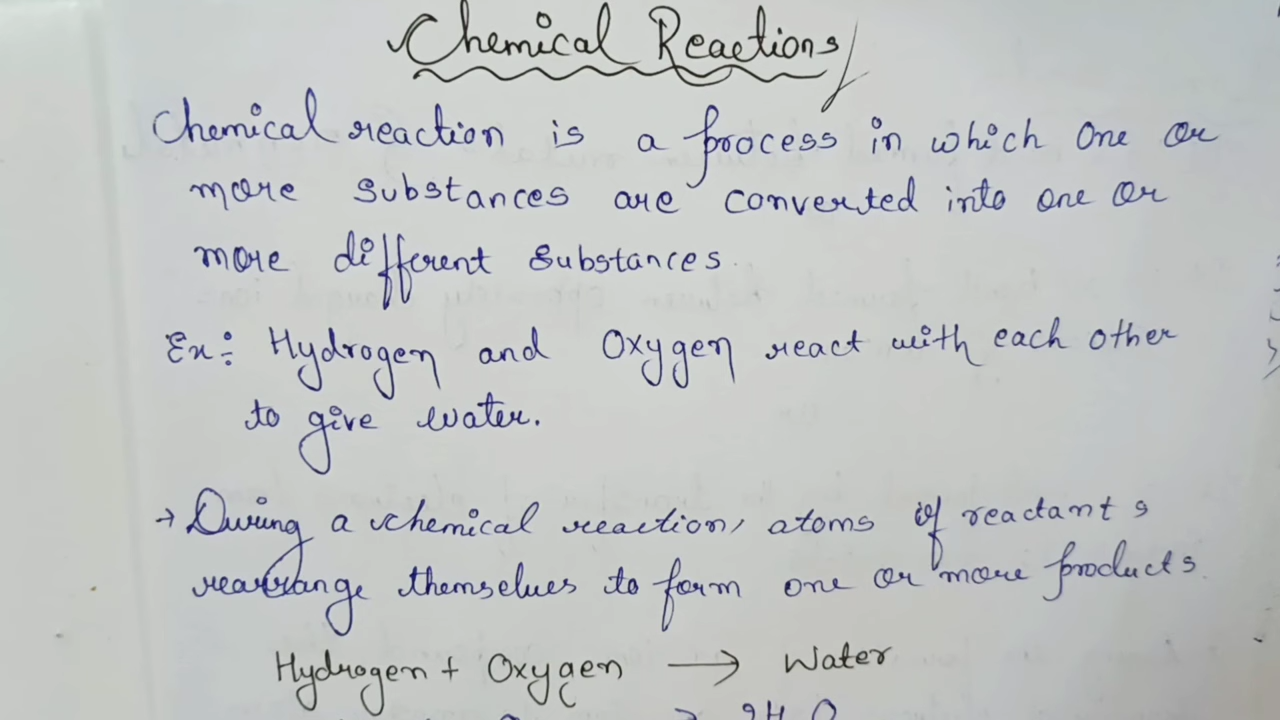 Chemical Reactions
Chemical reaction is a process in which One or
more substances are converted into one or
more different substances.
Ex: Hydrogen and Oxygen react with each other
to give water.
→ During a chemical reaction, atoms of reactants
rearrange themselves to form one or more products.
Hydrogen + Oxygen → Water